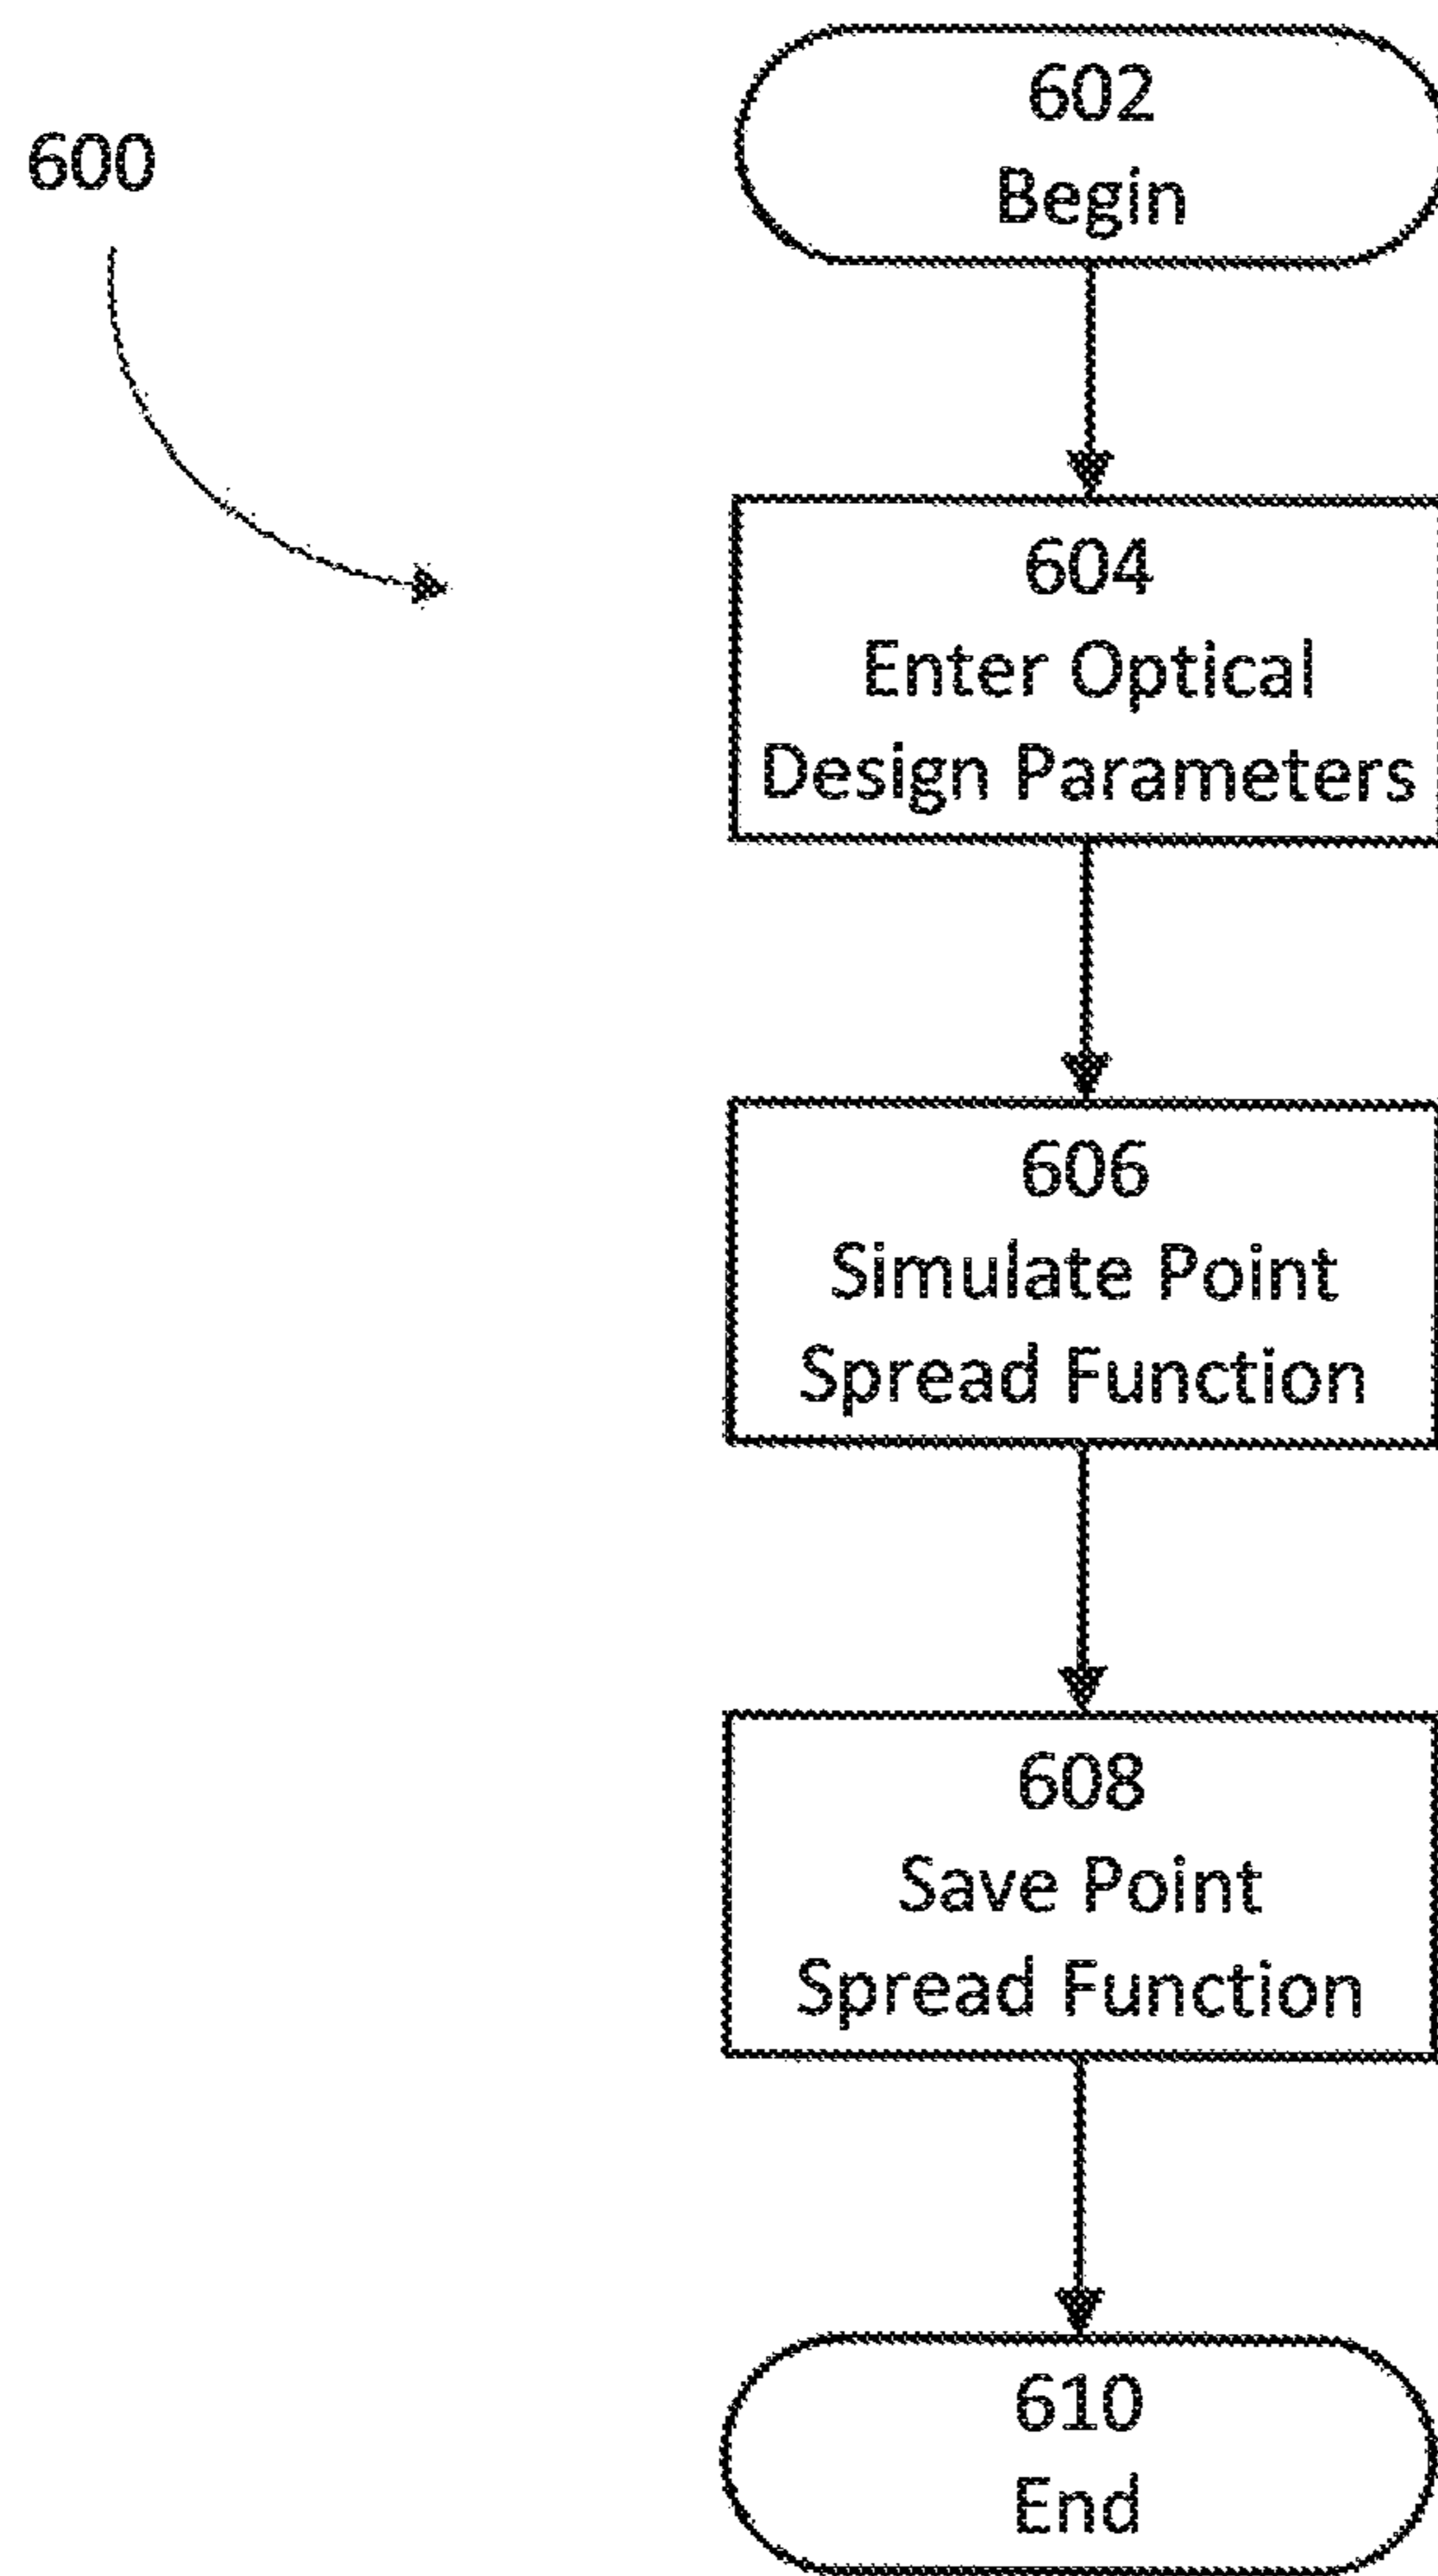 600
602
Begin
604
Enter Optical
Design Parameters
606
Simulate Point
Spread Function
608
Save Point
Spread Function
610
End